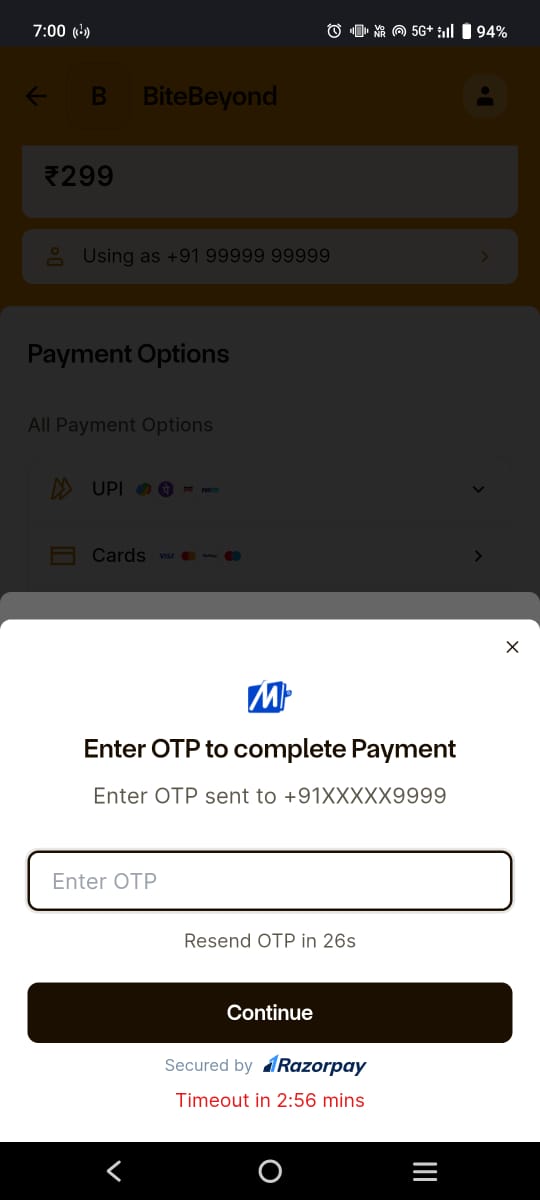 7:00
5G+ 94%
B BiteBeyond
₹299
Using as +91 99999 99999
Payment Options
All Payment Options
UPI
Cards VISA
Enter OTP to complete Payment
Enter OTP sent to +91XXXXX9999
Enter OTP
Resend OTP in 26s
Continue
Secured by Razorpay
Timeout in 2:56 mins